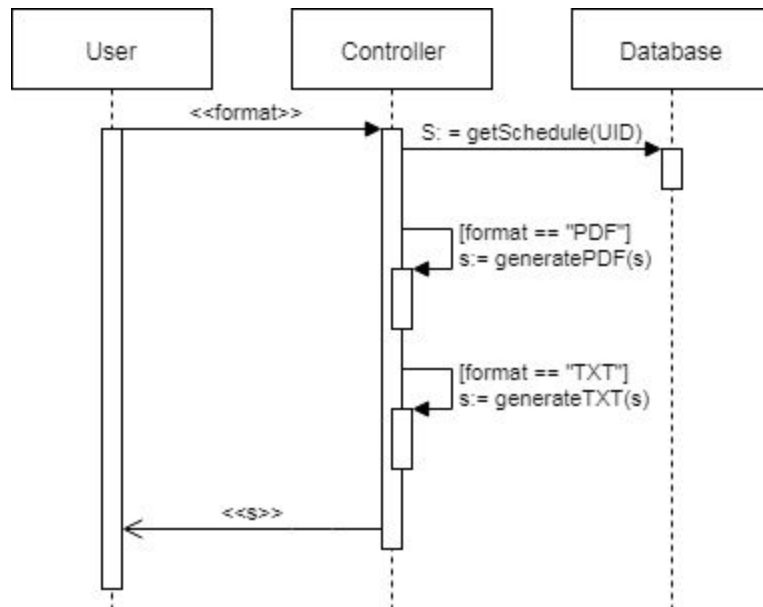 User
Controller
Database
<<format>>
S: = getSchedule(UID)
[format == "PDF"]
s:= generatePDF(s)
[format == "TXT"]
s:= generateTXT(s)
<<s>>